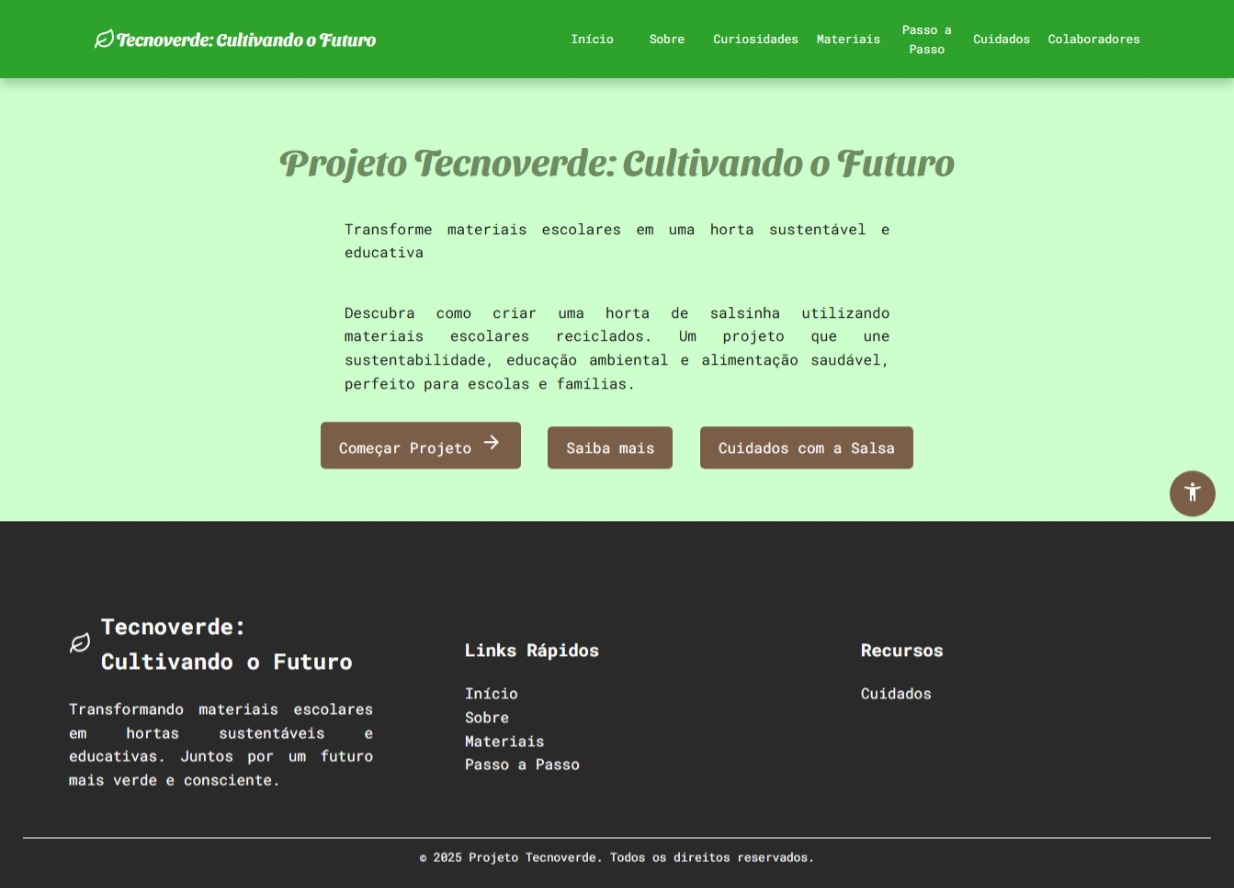 Tecnoverde: Cultivando o Futuro
Início
Sobre
Curiosidades
Materiais
Passo a
Passo
Cuidados
Colaboradores
Projeto Tecnoverde: Cultivando o Futuro
Transforme materiais escolares em uma horta sustentável e
educativa
Descubra como criar uma horta de salsinha utilizando
materiais escolares reciclados. Um projeto que une
sustentabilidade, educação ambiental e alimentação saudável,
perfeito para escolas e famílias.
Começar Projeto
Saiba mais
Cuidados com a Salsa
Tecnoverde:
Cultivando o Futuro
Transformando materiais escolares
em hortas sustentáveis e
educativas. Juntos por um futuro
mais verde e consciente.
Links Rápidos
Início
Sobre
Materiais
Passo a Passo
Recursos
Cuidados
© 2025 Projeto Tecnoverde. Todos os direitos reservados.